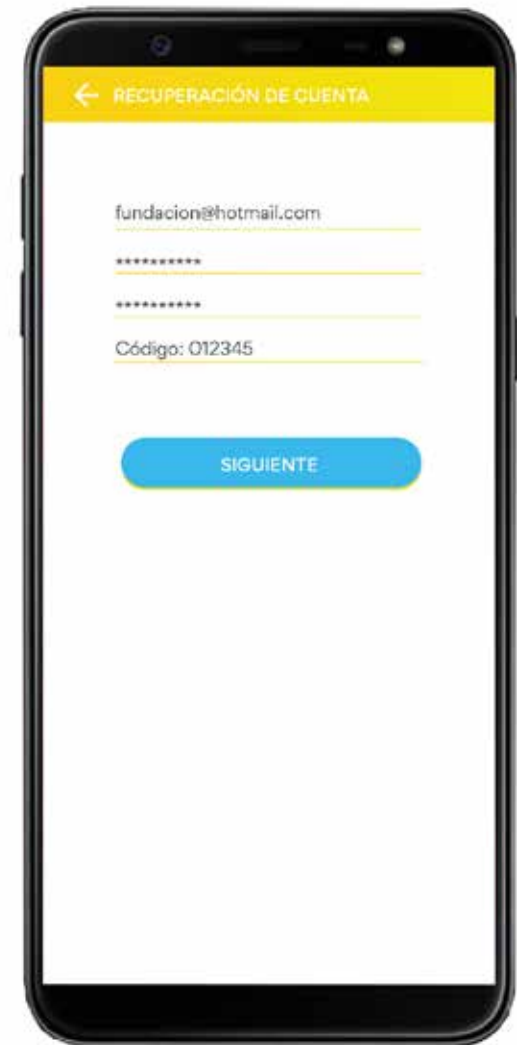 RECUPERACIÓN DE CUENTA
fundacion@hotmail.com
**********
**********
Código: 012345
SIGUIENTE